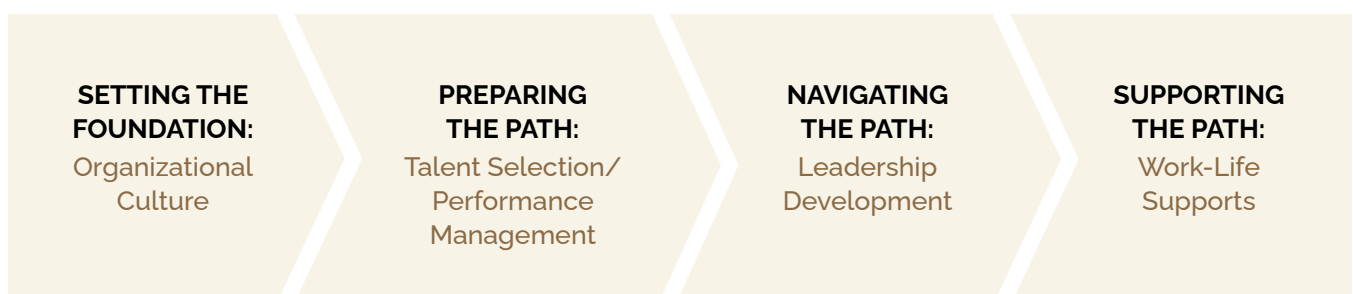 SETTING THE
FOUNDATION:
Organizational
Culture
PREPARING
THE PATH:
Talent Selection/
Performance
Management
NAVIGATING
THE PATH:
Leadership
Development
SUPPORTING
THE PATH:
Work-Life
Supports